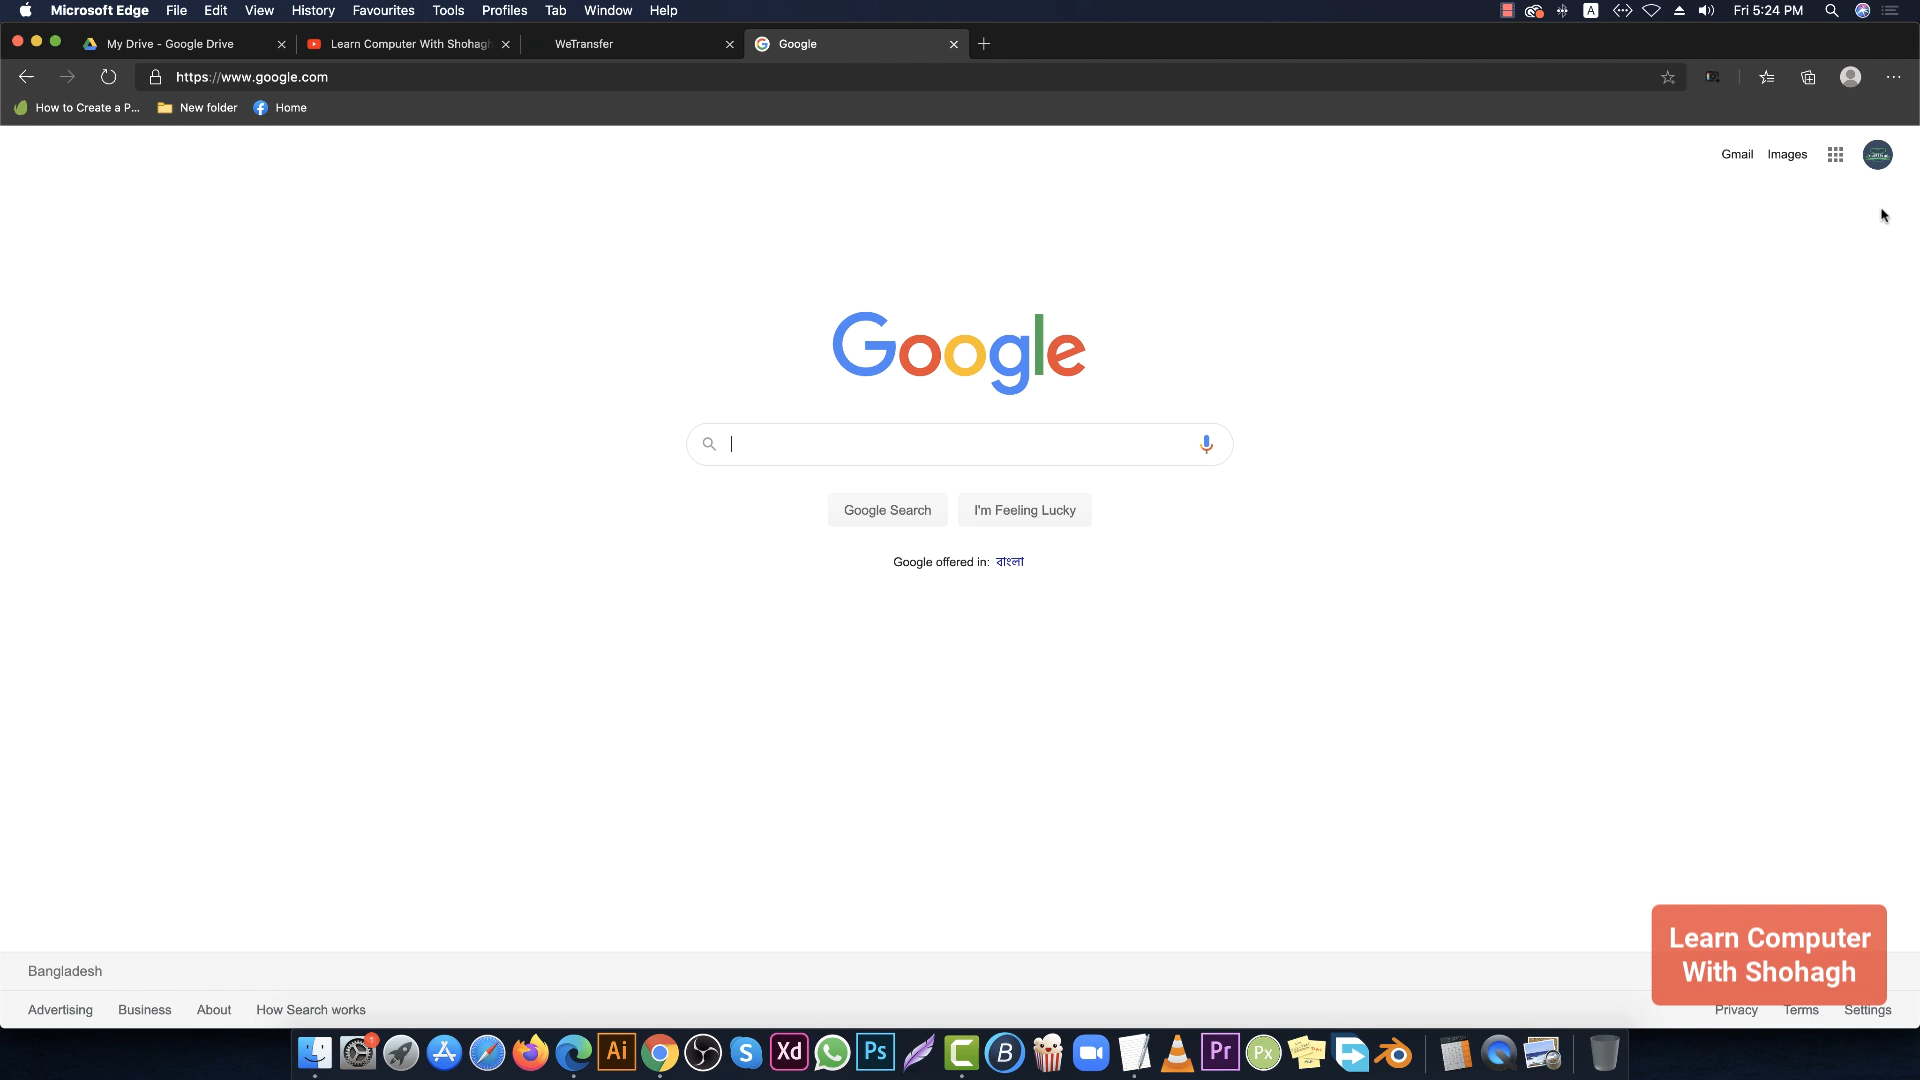 Microsoft Edge File Edit View History Favourites Tools Profiles Tab Window Help
A Fri 5:24 PM
My Drive - Google Drive
Learn Computer With Shohagh
WeTransfer
Google
https://www.google.com
How to Create a P...
New folder
Home
Gmail Images
Google
Google Search
I'm Feeling Lucky
Google offered in: বাংলা
Learn Computer
With Shohagh
Bangladesh
Advertising Business About How Search works
Privacy Terms Settings
1 Ai S Xd Ps C B Pr Px